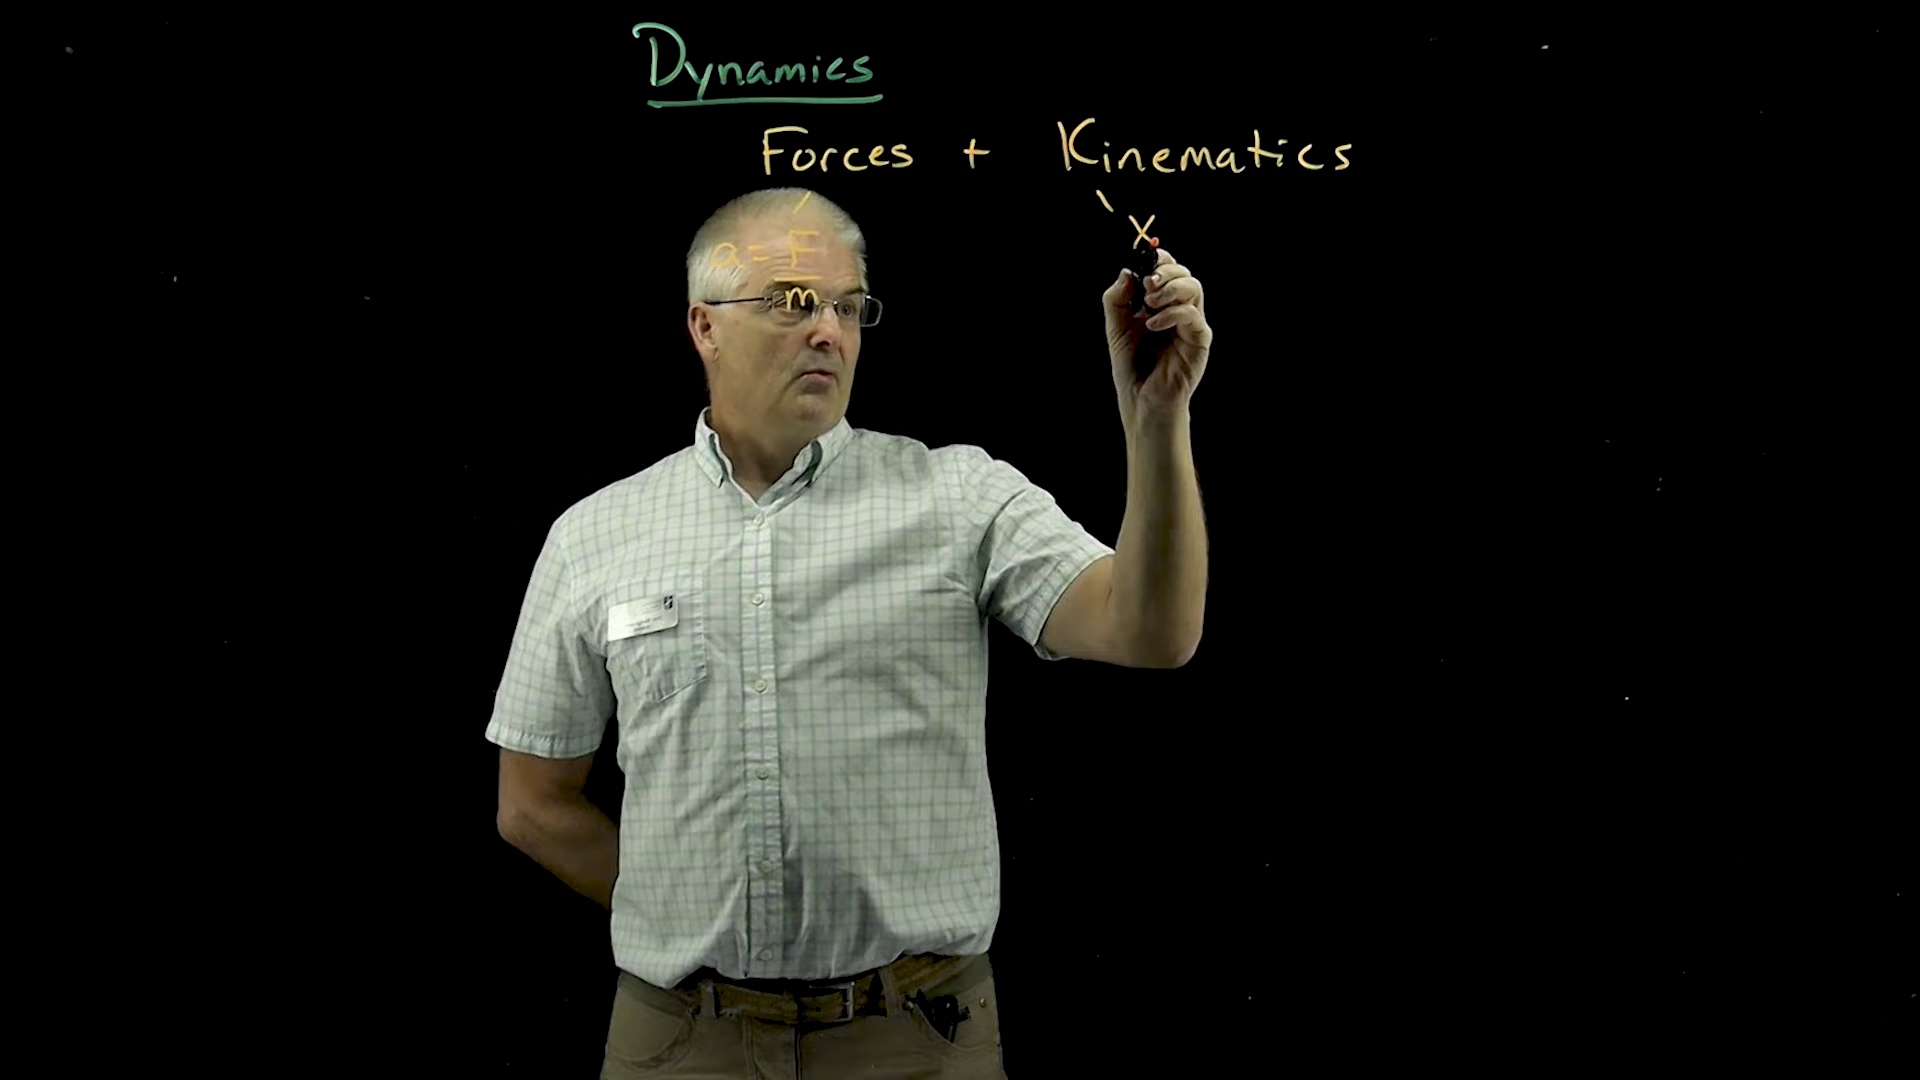 Dynamics
Forces + Kinematics
a = F/m
x